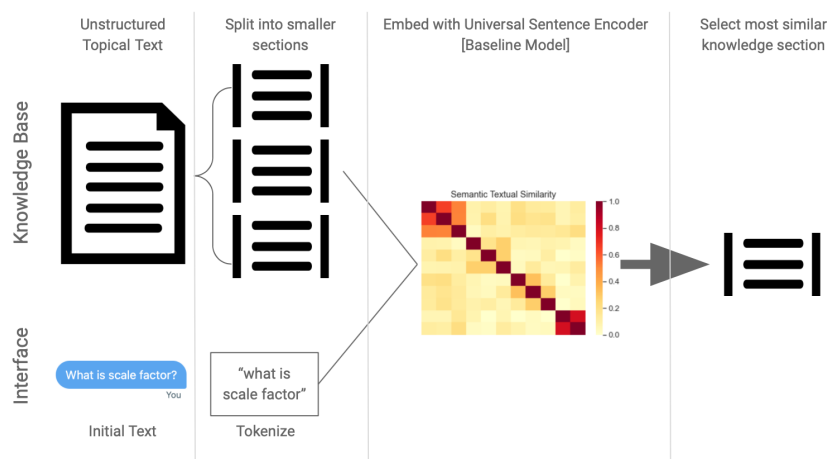 Unstructured
Topical Text
Split into smaller
sections
Embed with Universal Sentence Encoder
[Baseline Model]
Select most similar
knowledge section
Knowledge Base
Semantic Textual Similarity
1.0
0.8
0.6
0.4
0.2
0.0
Interface
What is scale factor?
You
“what is
scale factor”
Initial Text
Tokenize